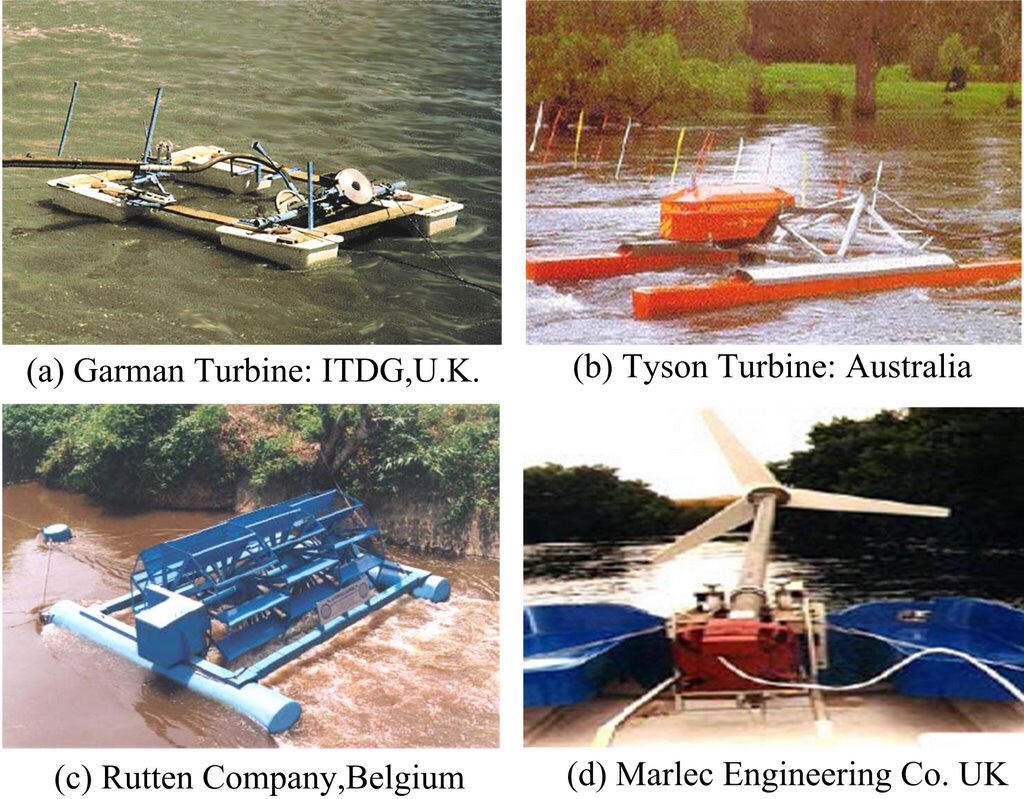 (a) Garman Turbine: ITDG,U.K.
(b) Tyson Turbine: Australia
(c) Rutten Company,Belgium
(d) Marlec Engineering Co. UK